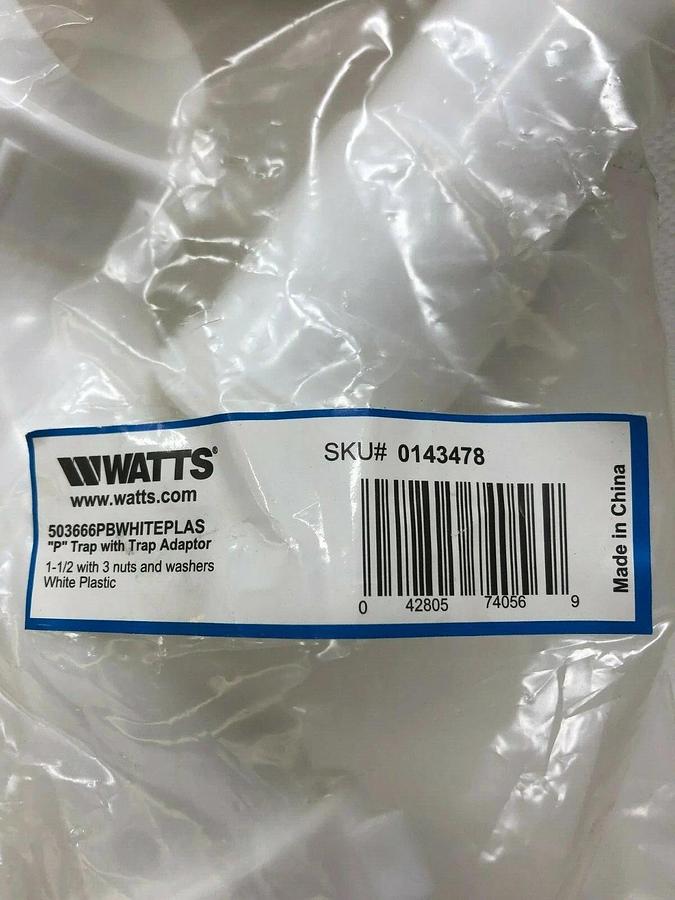 WATTS®
www.watts.com
503666PBWHITEPLAS
"P" Trap with Trap Adaptor
1-1/2 with 3 nuts and washers
White Plastic
SKU# 0143478
0 42805 74056 9
Made in China